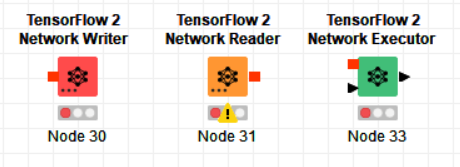 TensorFlow 2
Network Writer
TensorFlow 2
Network Reader
TensorFlow 2
Network Executor
Node 30
Node 31
Node 33